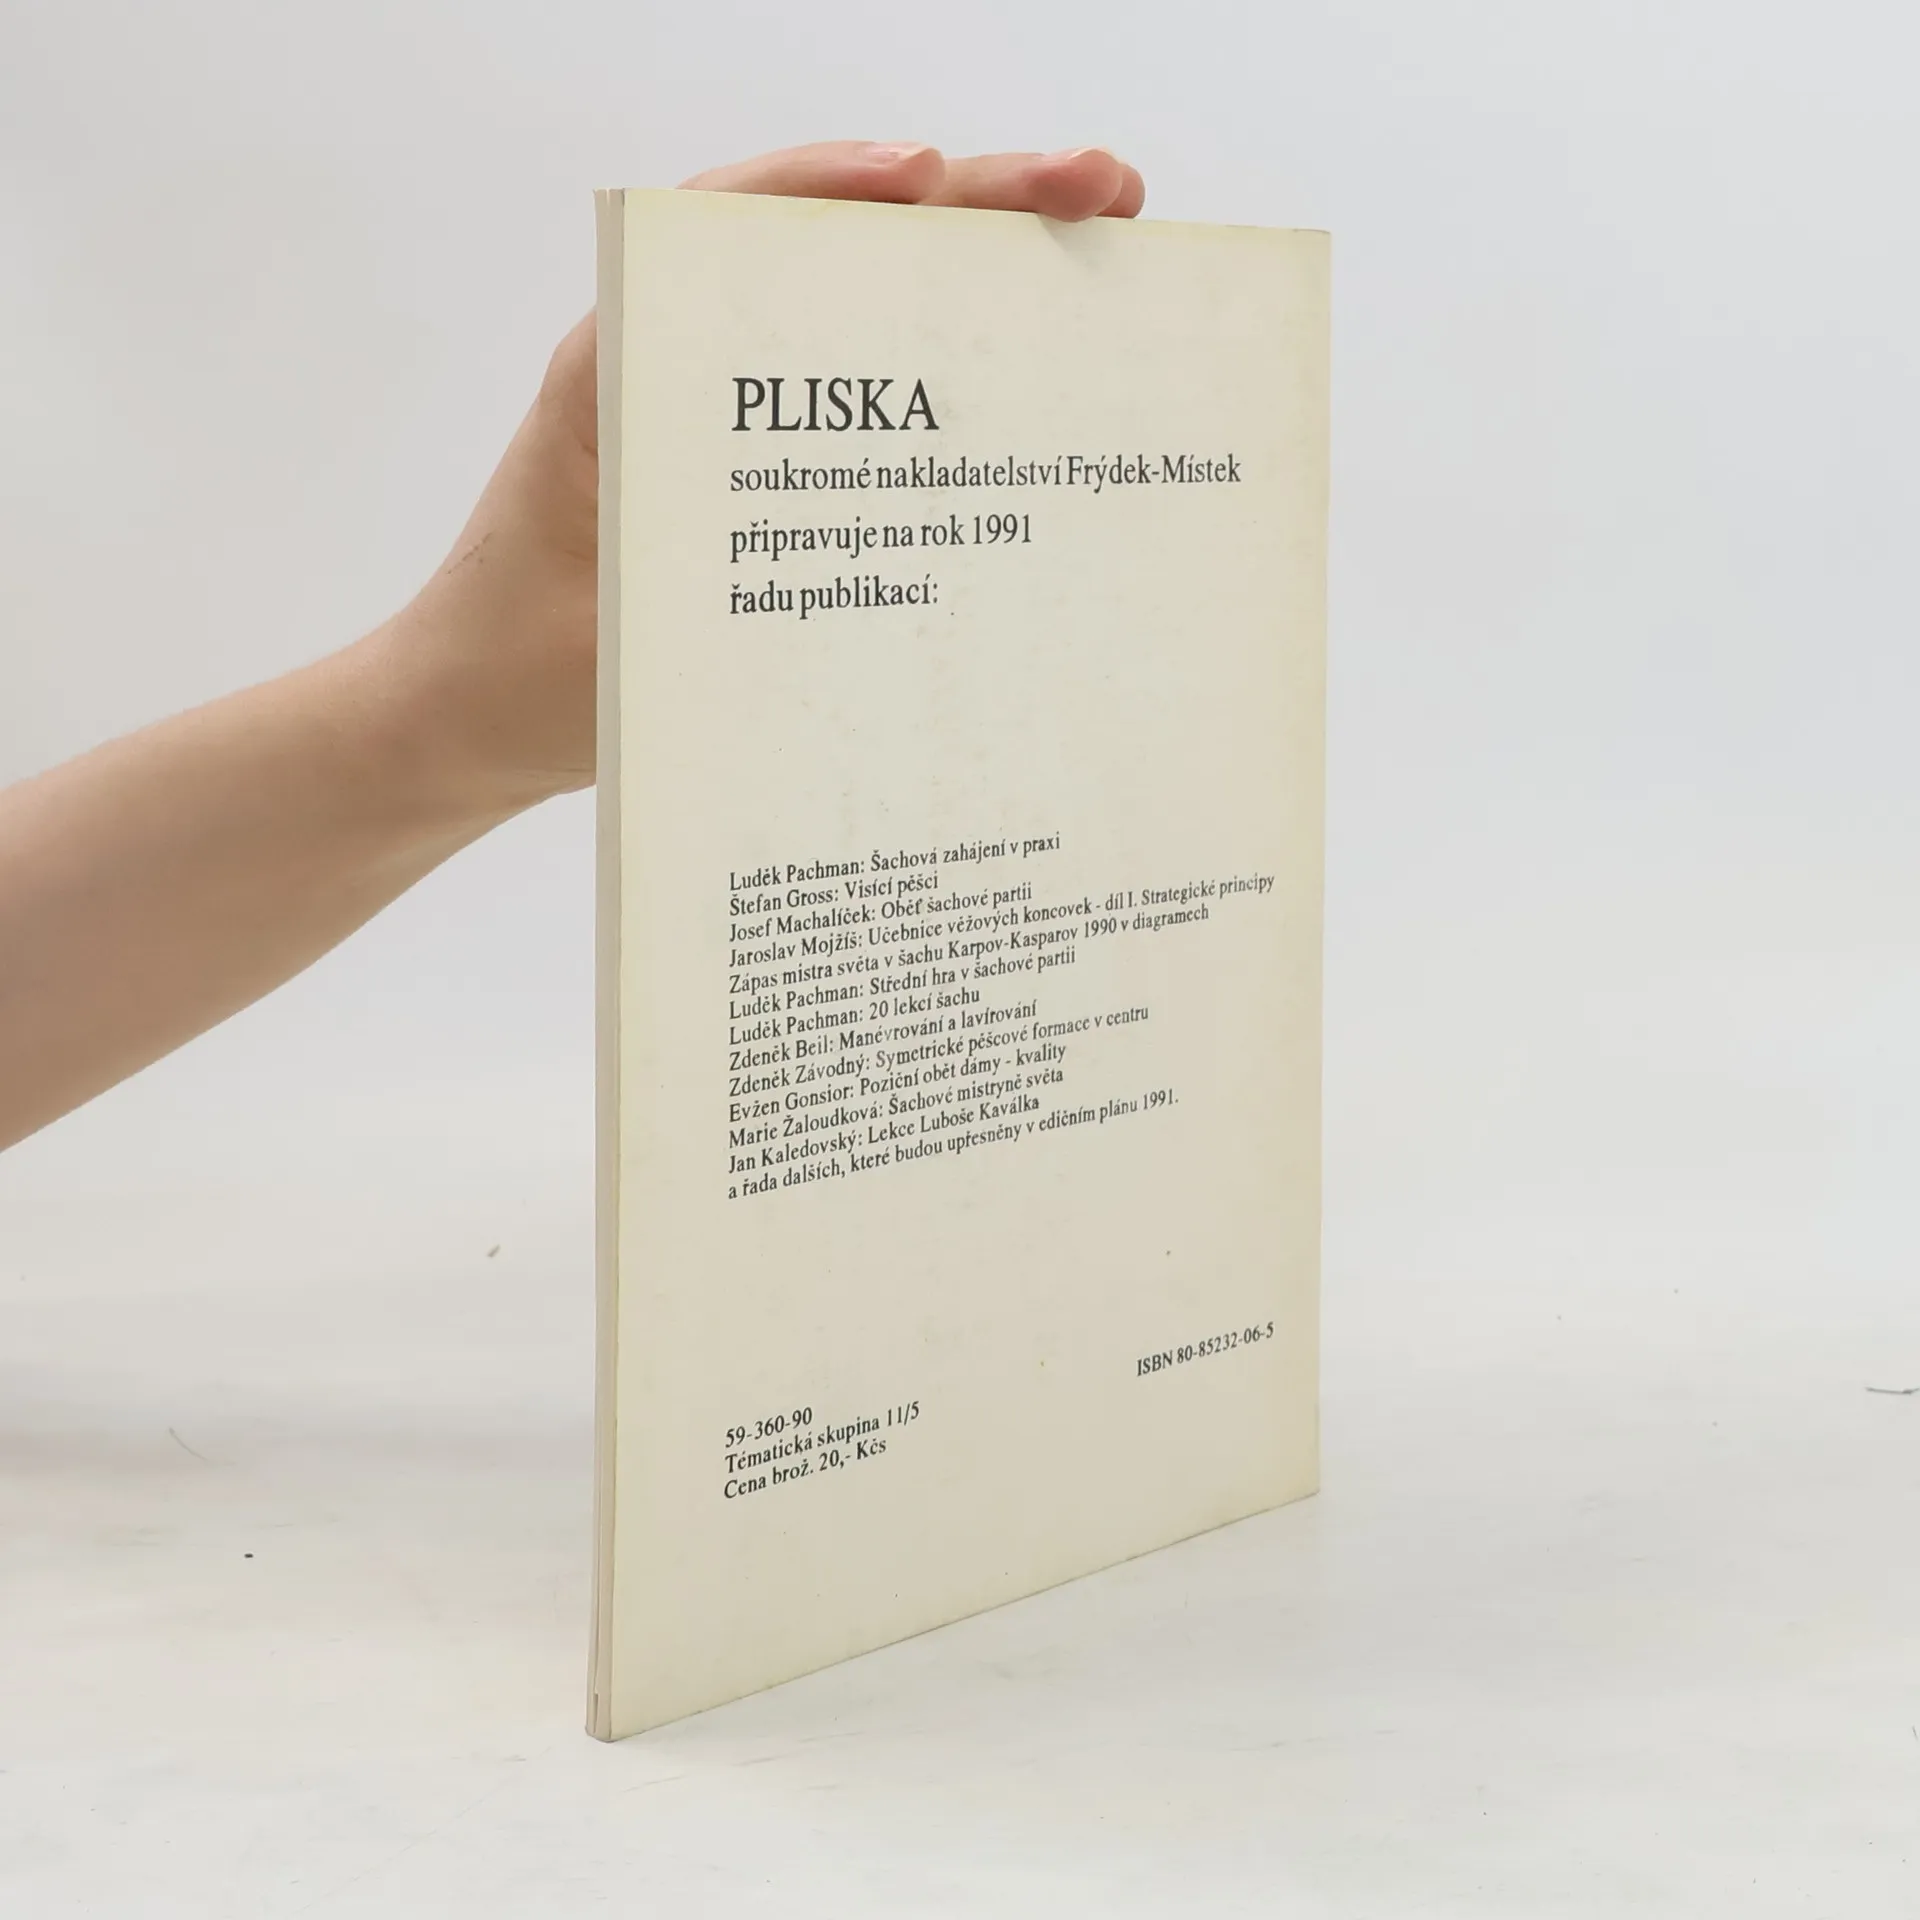 PLISKA
soukromé nakladatelství Frýdek-Místek
připravuje na rok 1991
řadu publikací:
Luděk Pachman: Šachová zahájení v praxi
Štefan Gross: Visící pěšci
Josef Machalíček: Oběť šachové partii
Jaroslav Mojžíš: Učebnice věžových koncovek - díl I. Strategické principy
Zápas mistra světa v šachu Karpov-Kasparov 1990 v diagramech
Luděk Pachman: Střední hra v šachové partii
Luděk Pachman: 20 lekcí šachu
Zdeněk Beil: Manévrování a lavírování
Zdeněk Závodný: Symetrické pěšcové formace v centru
Evžen Gonsior: Poziční obět dámy - kvality
Marie Žaloudková: Šachové mistryně světa
Jan Kaledovský: Lekce Luboše Kaválka
a řada dalších, které budou upřesněny v edičním plánu 1991.
ISBN 80-85232-06-5
59-360-90
Tématická skupina 11/5
Cena brož. 20,- Kčs